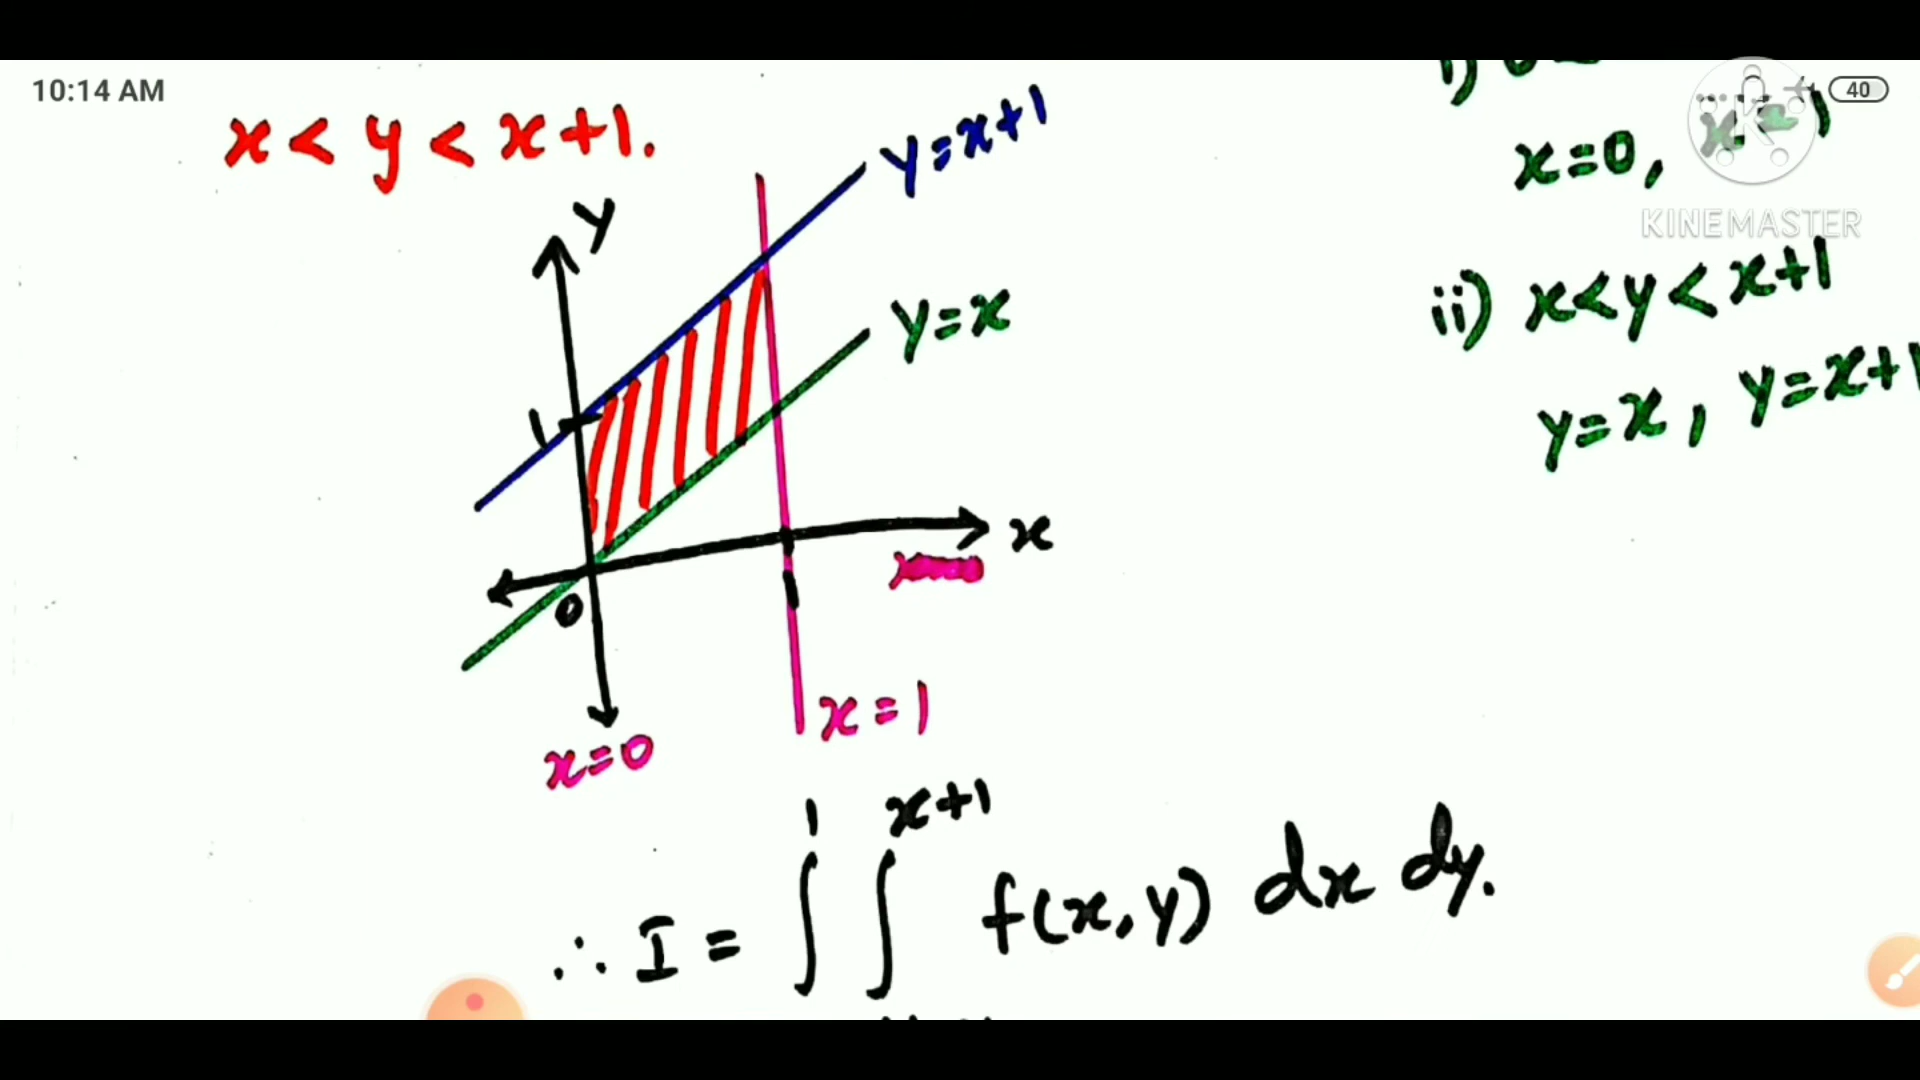 10:14 AM
40
KINEMASTER
x < y < x+1.
y=x+1
y
y=x
1
x
0
1
x=1
x=0
1 x+1
∴ I = ∫ ∫ f(x,y) dx dy.
i)
x=0,
ii) x<y<x+1
y=x, y=x+1